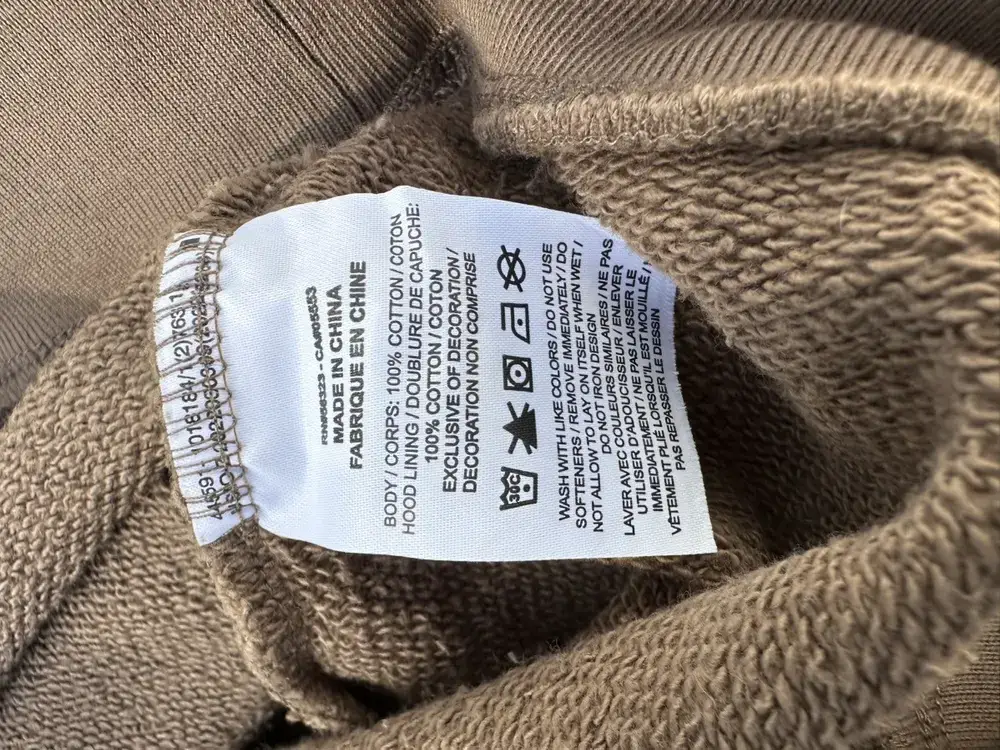 RN#56323 - CA#05553
MADE IN CHINA
FABRIQUE EN CHINE
BODY / CORPS: 100% COTTON / COTON
HOOD LINING / DOUBLURE DE CAPUCHE:
100% COTTON / COTON
EXCLUSIVE OF DECORATION /
DECORATION NON COMPRISE
30C
WASH WITH LIKE COLORS / DO NOT USE
SOFTENERS / REMOVE IMMEDIATELY / DO
NOT ALLOW TO LAY ON ITSELF WHEN WET /
DO NOT IRON DESIGN
LAVER AVEC COULEURS SIMILAIRES / NE PAS
UTILISER D'ADOUCISSEUR / ENLEVER
IMMEDIATEMENT / NE PAS LAISSER LE
VÊTEMENT PLIÉ LORSQU'IL EST MOUILLÉ /
PAS REPASSER LE DESSIN